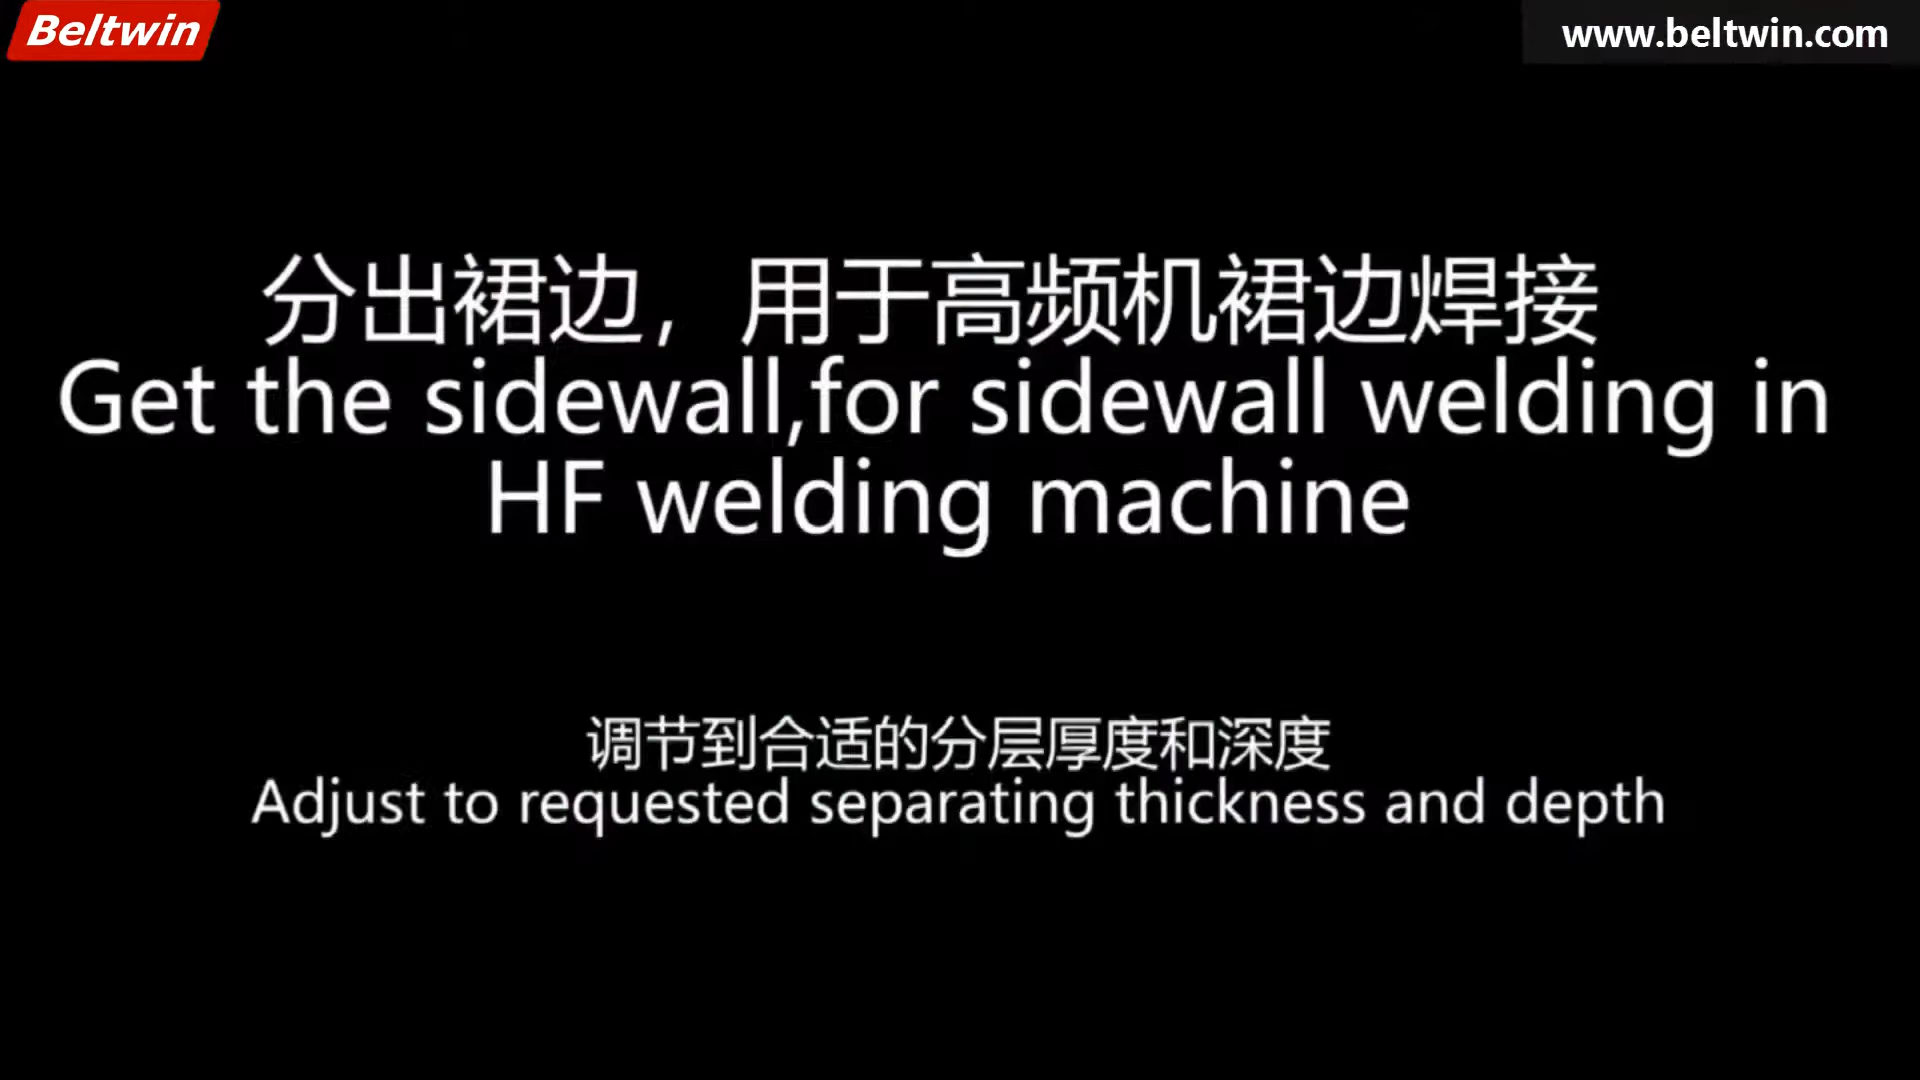 Beltwin
www.beltwin.com
分出裙边，用于高频机裙边焊接
Get the sidewall,for sidewall welding in
HF welding machine
调节到合适的分层厚度和深度
Adjust to requested separating thickness and depth